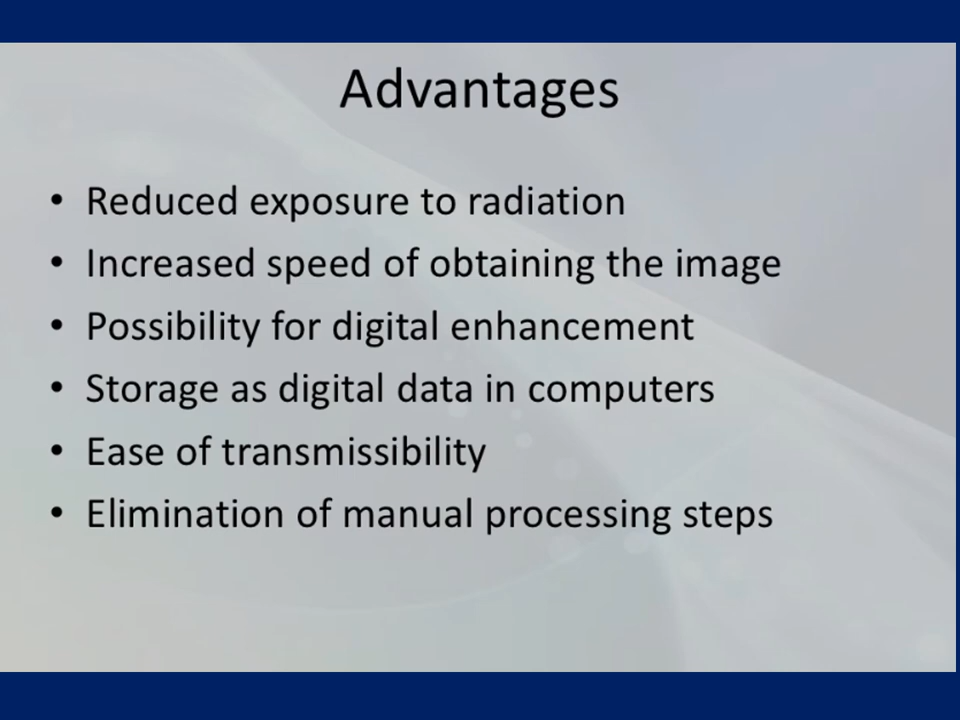 Advantages
• Reduced exposure to radiation
• Increased speed of obtaining the image
• Possibility for digital enhancement
• Storage as digital data in computers
• Ease of transmissibility
• Elimination of manual processing steps